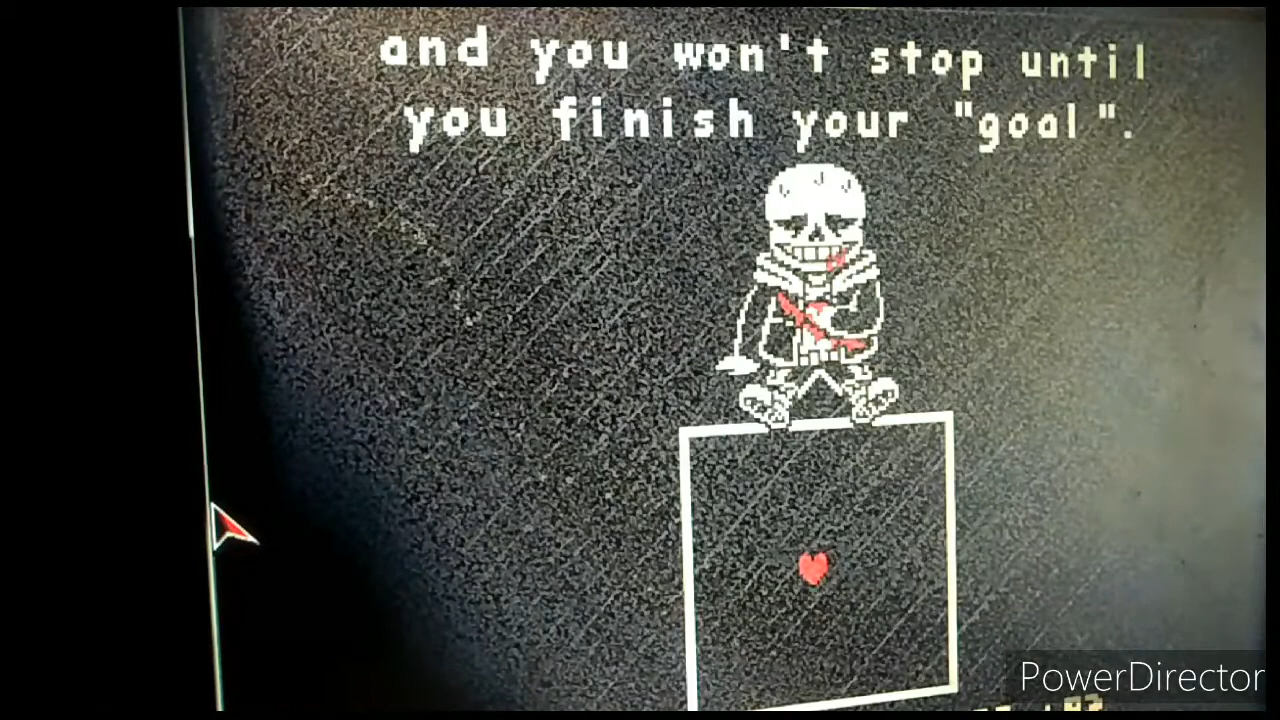 and you won't stop until
you finish your "goal".
PowerDirector